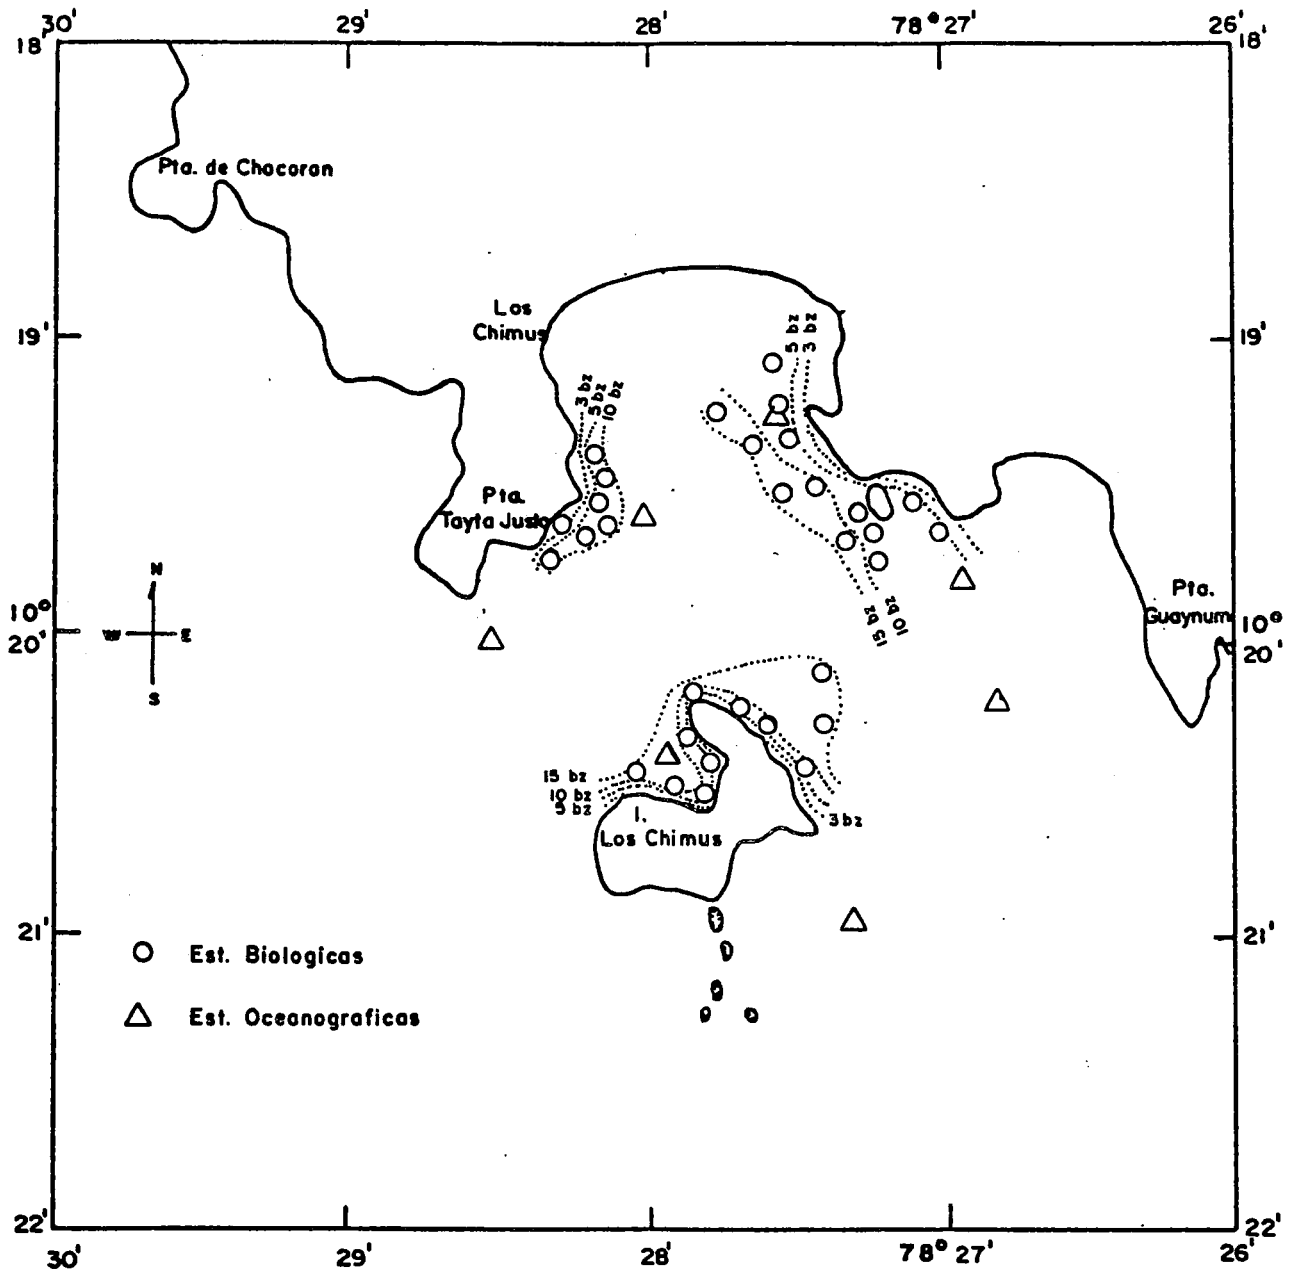 30' 29' 28' 78° 27' 26'
18' 18'
Pta. de Chocoran
Los
Chimus
5 bz
3 bz
19' 19'
3 bz
5 bz
10 bz
Pta.
Tayta Justo
N
W E
S
Pta.
Guaynum
10°
20'
10°
20'
15 bz
10 bz
15 bz
10 bz
5 bz
3 bz
I.
Los Chimus
21' 21'
Est. Biologicas
Est. Oceanograficas
22' 22'
30' 29' 28' 78° 27' 26'